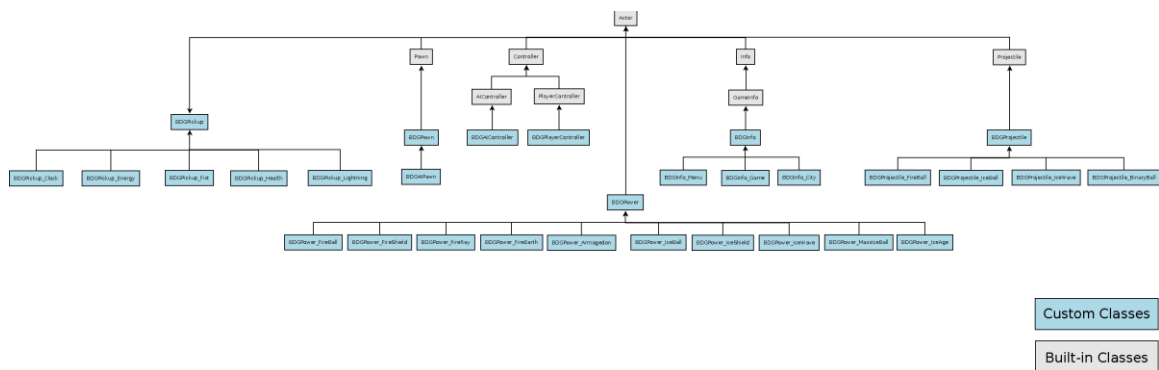 Actor
Pawn
Controller
Info
Projectile
AIController
PlayerController
GameInfo
BDGPickup
BDGPawn
BDGAIController
BDGPlayerController
BDGInfo
BDGProjectile
BDGPickup_Clock
BDGPickup_Energy
BDGPickup_Fist
BDGPickup_Health
BDGPickup_Lightning
BDGAIPawn
BDGInfo_Menu
BDGInfo_Game
BDGInfo_City
BDGProjectile_FireBall
BDGProjectile_IceBall
BDGProjectile_IceWave
BDGProjectile_BinaryBall
BDGPower
BDGPower_FireBall
BDGPower_FireShield
BDGPower_FireRay
BDGPower_FireEarth
BDGPower_Armagedon
BDGPower_IceBall
BDGPower_IceShield
BDGPower_IceWave
BDGPower_MassIceBall
BDGPower_IceAge
Custom Classes
Built-in Classes